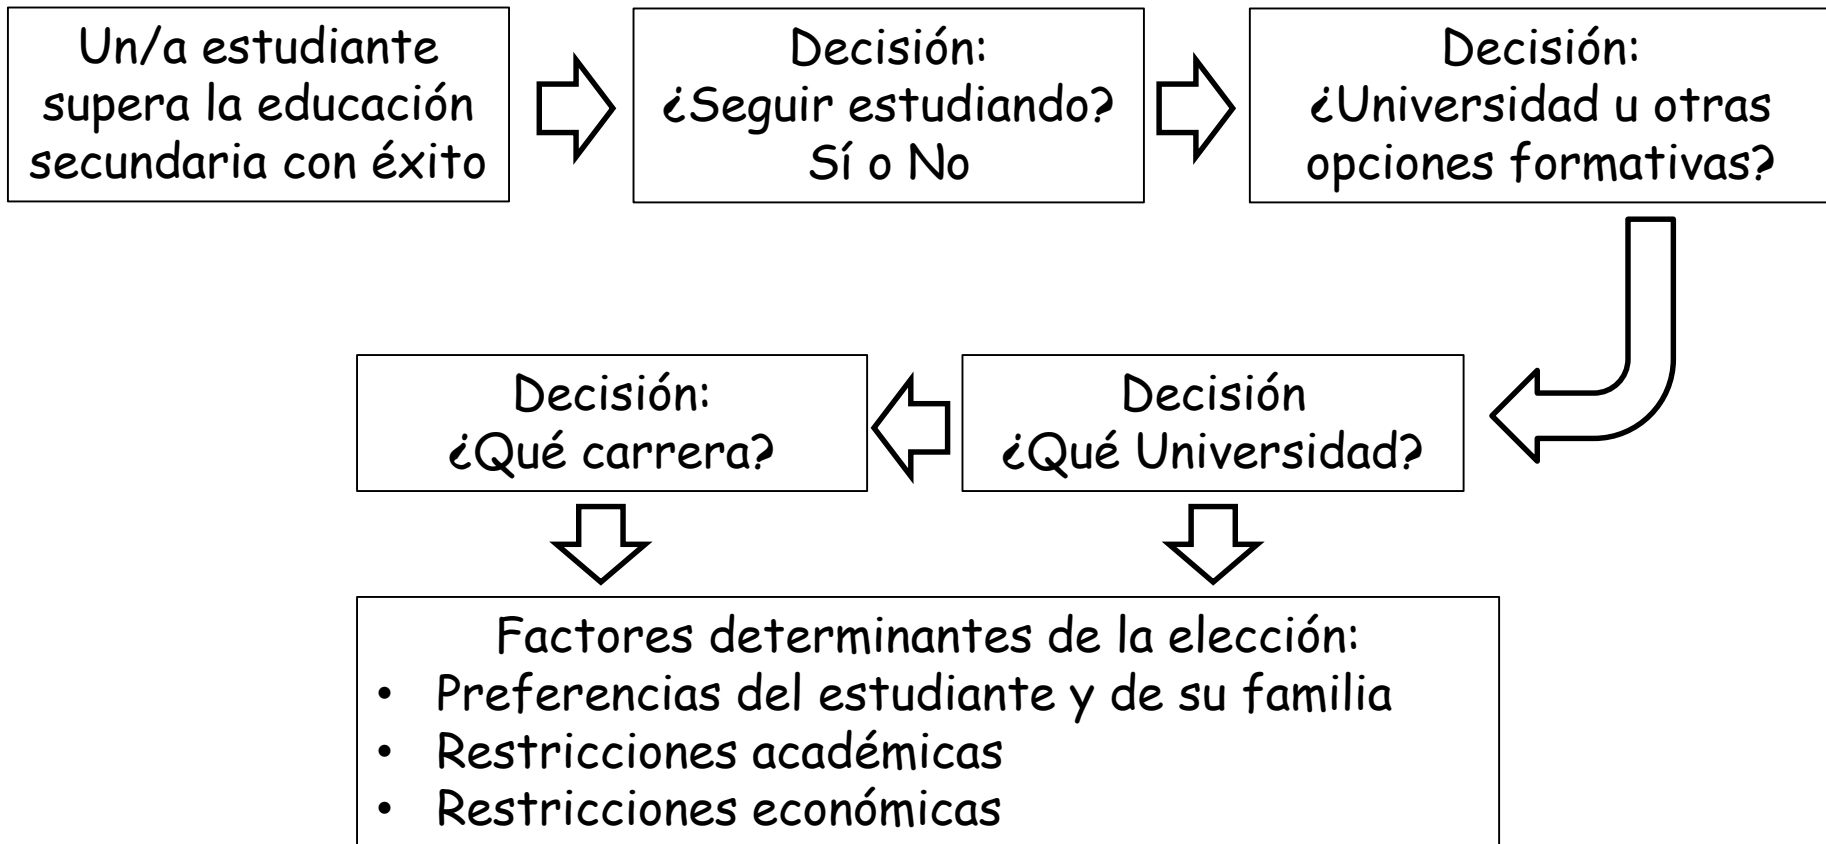 Un/a estudiante
supera la educación
secundaria con éxito
Decisión:
¿Seguir estudiando?
Sí o No
Decisión:
¿Universidad u otras
opciones formativas?
Decisión
¿Qué Universidad?
Decisión:
¿Qué carrera?
Factores determinantes de la elección:
• Preferencias del estudiante y de su familia
• Restricciones académicas
• Restricciones económicas